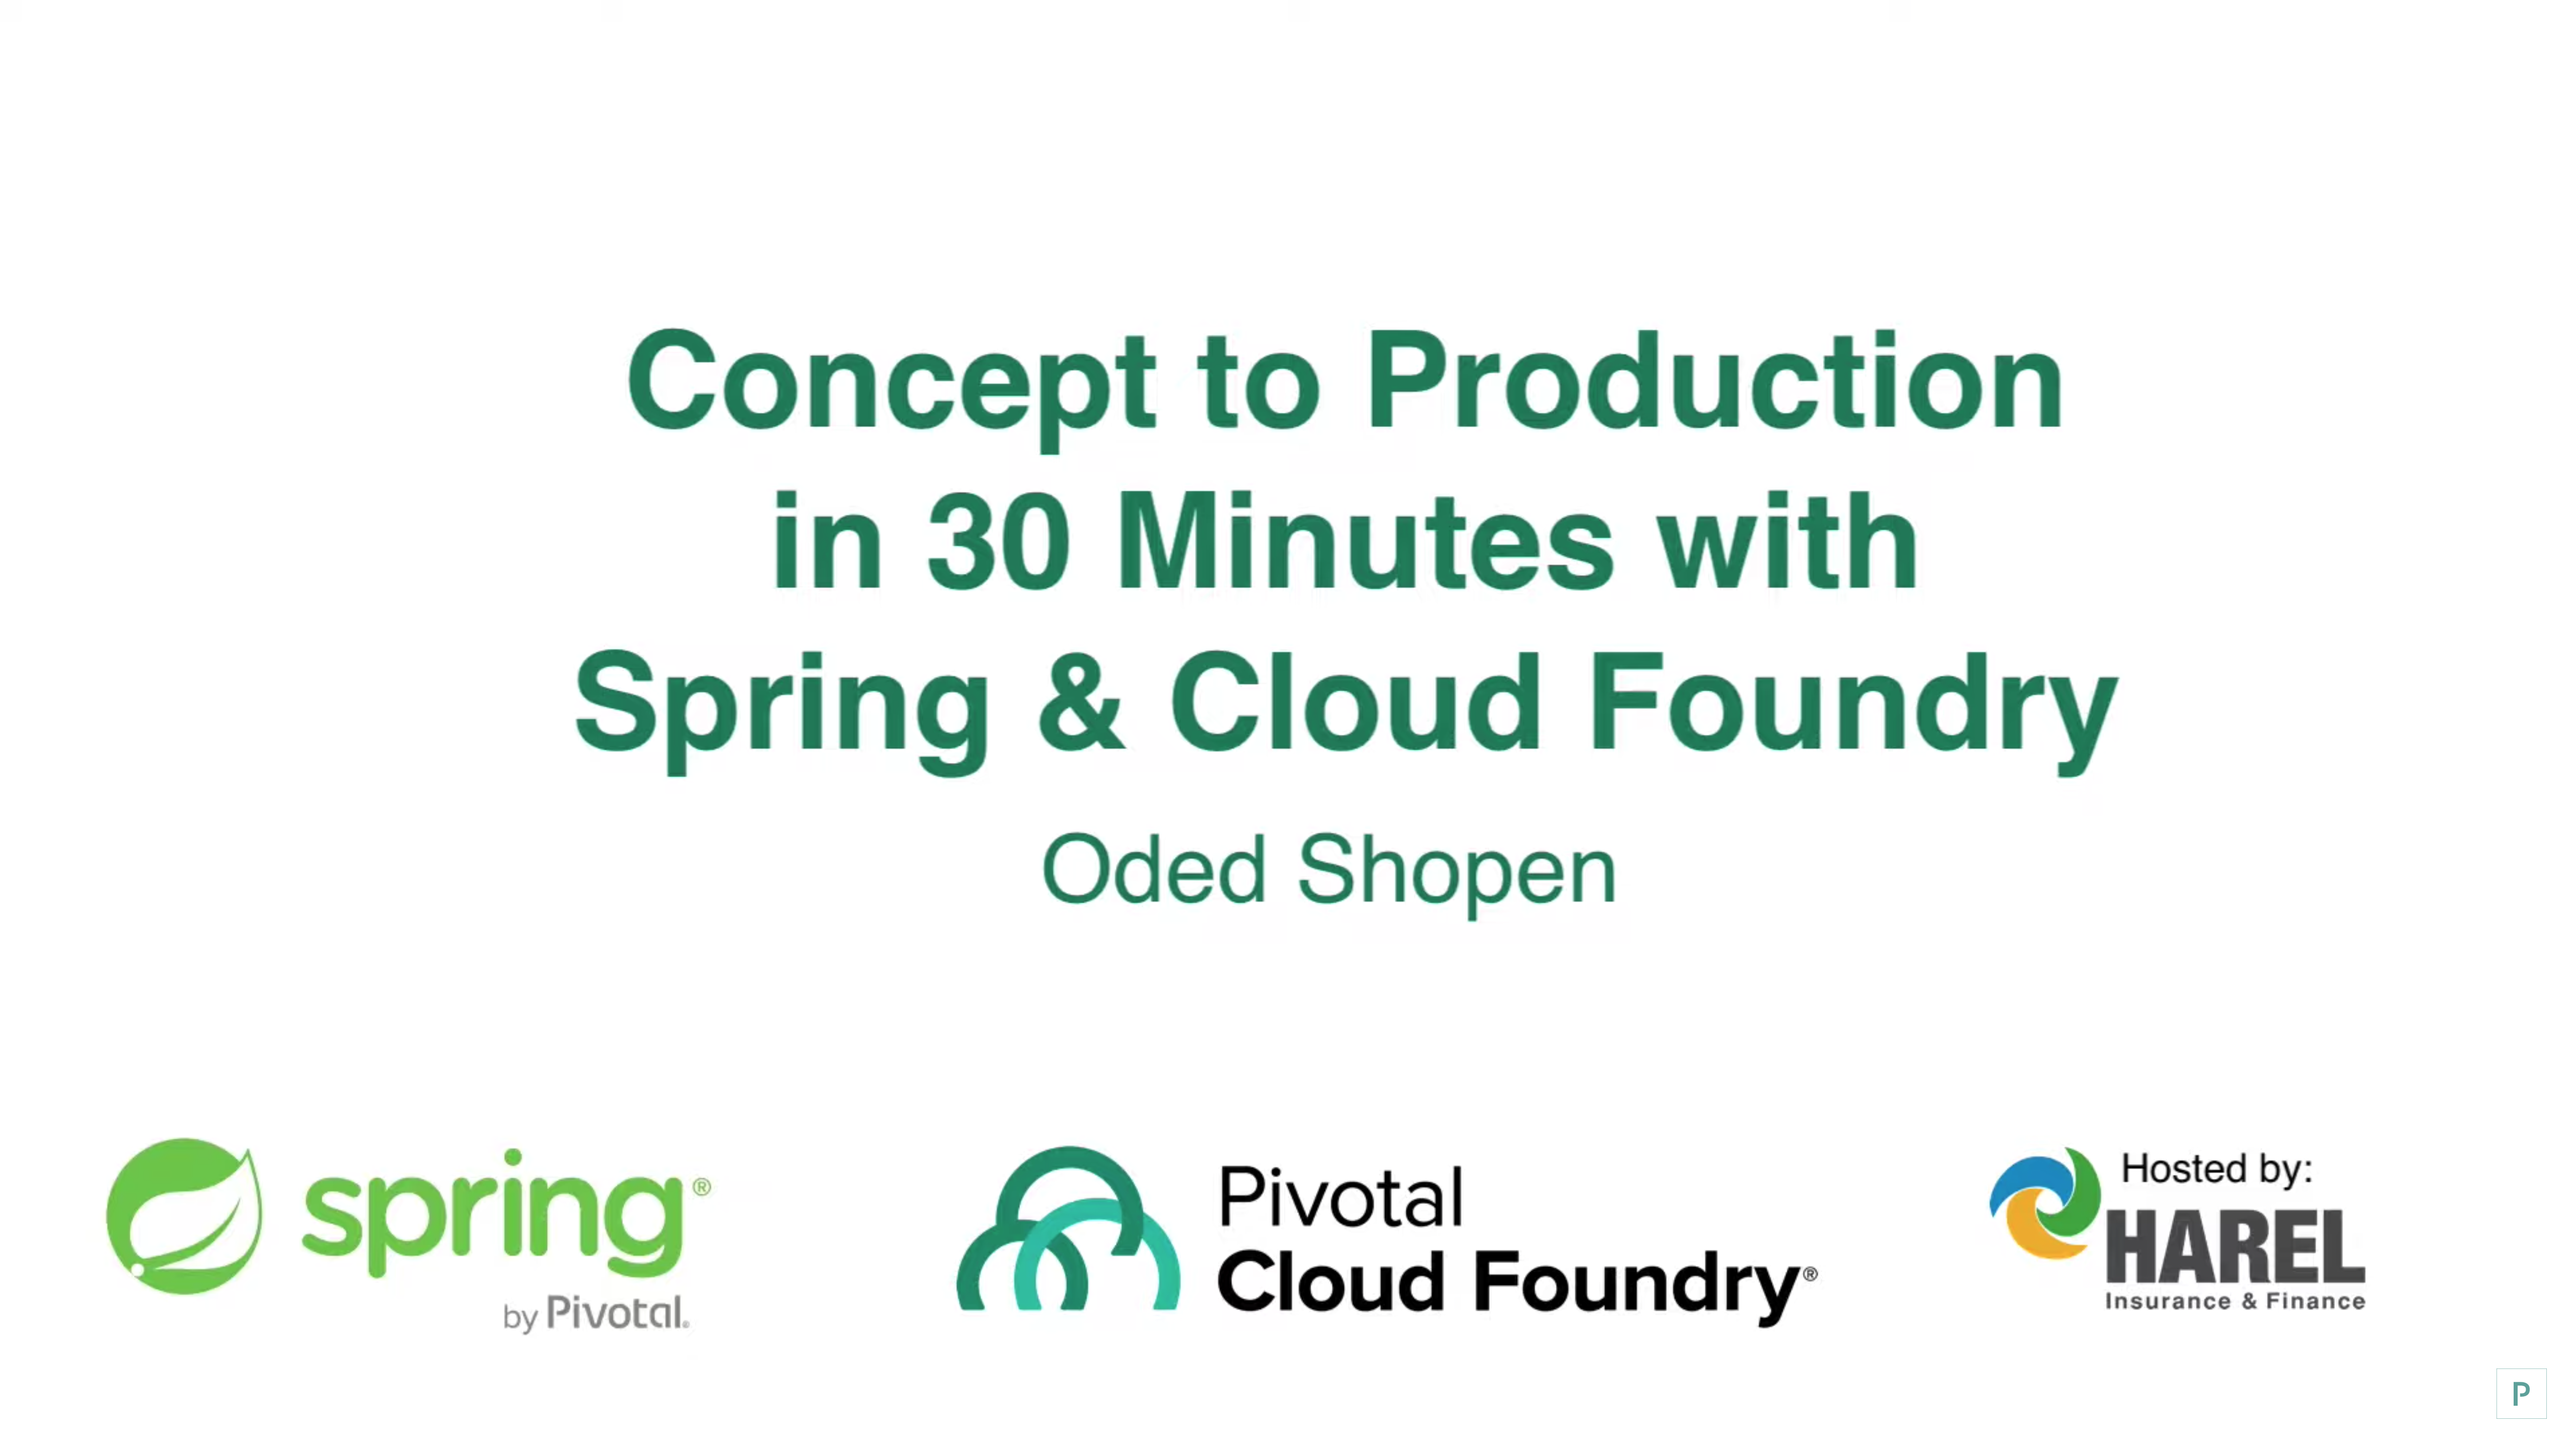 Concept to Production
in 30 Minutes with
Spring & Cloud Foundry
Oded Shopen
spring®
by Pivotal.
Pivotal
Cloud Foundry®
Hosted by:
HAREL
Insurance & Finance
P